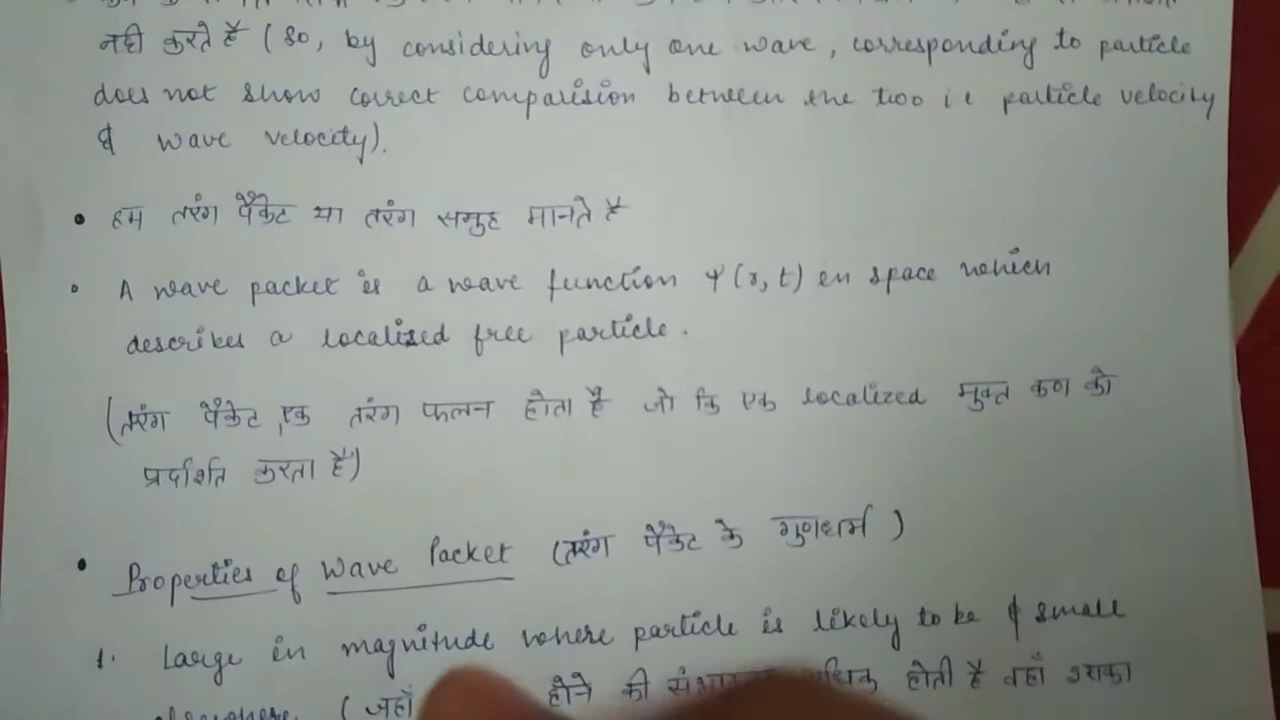 नही करते है ( So, by considering only one wave, corresponding to particle
does not show correct comparision between the two i e particle velocity
& wave velocity).
• हम तरंग पैकेट या तरंग समुह मानते है
• A wave packet is a wave function ψ (r, t) in space which
describes a localized free particle.
(तरंग पैकेट, एक तरंग फलन होता है जो कि एक localized मुक्त कण को
प्रर्दाशति करता है)
• Properties of Wave Packet (तरंग पैकेट के गुणधर्म )
1. Large in magnitude where particle is likely to be & small
elsewhere. ( जहाँ होने की होती है वहाँ उसका